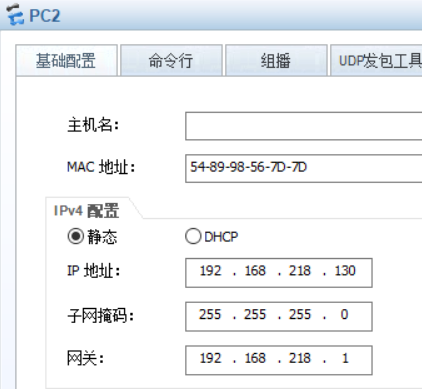 PC2
基础配置 命令行 组播 UDP发包工具
主机名：
MAC 地址： 54-89-98-56-7D-7D
IPv4 配置
静态 DHCP
IP 地址： 192 . 168 . 218 . 130
子网掩码： 255 . 255 . 255 . 0
网关： 192 . 168 . 218 . 1